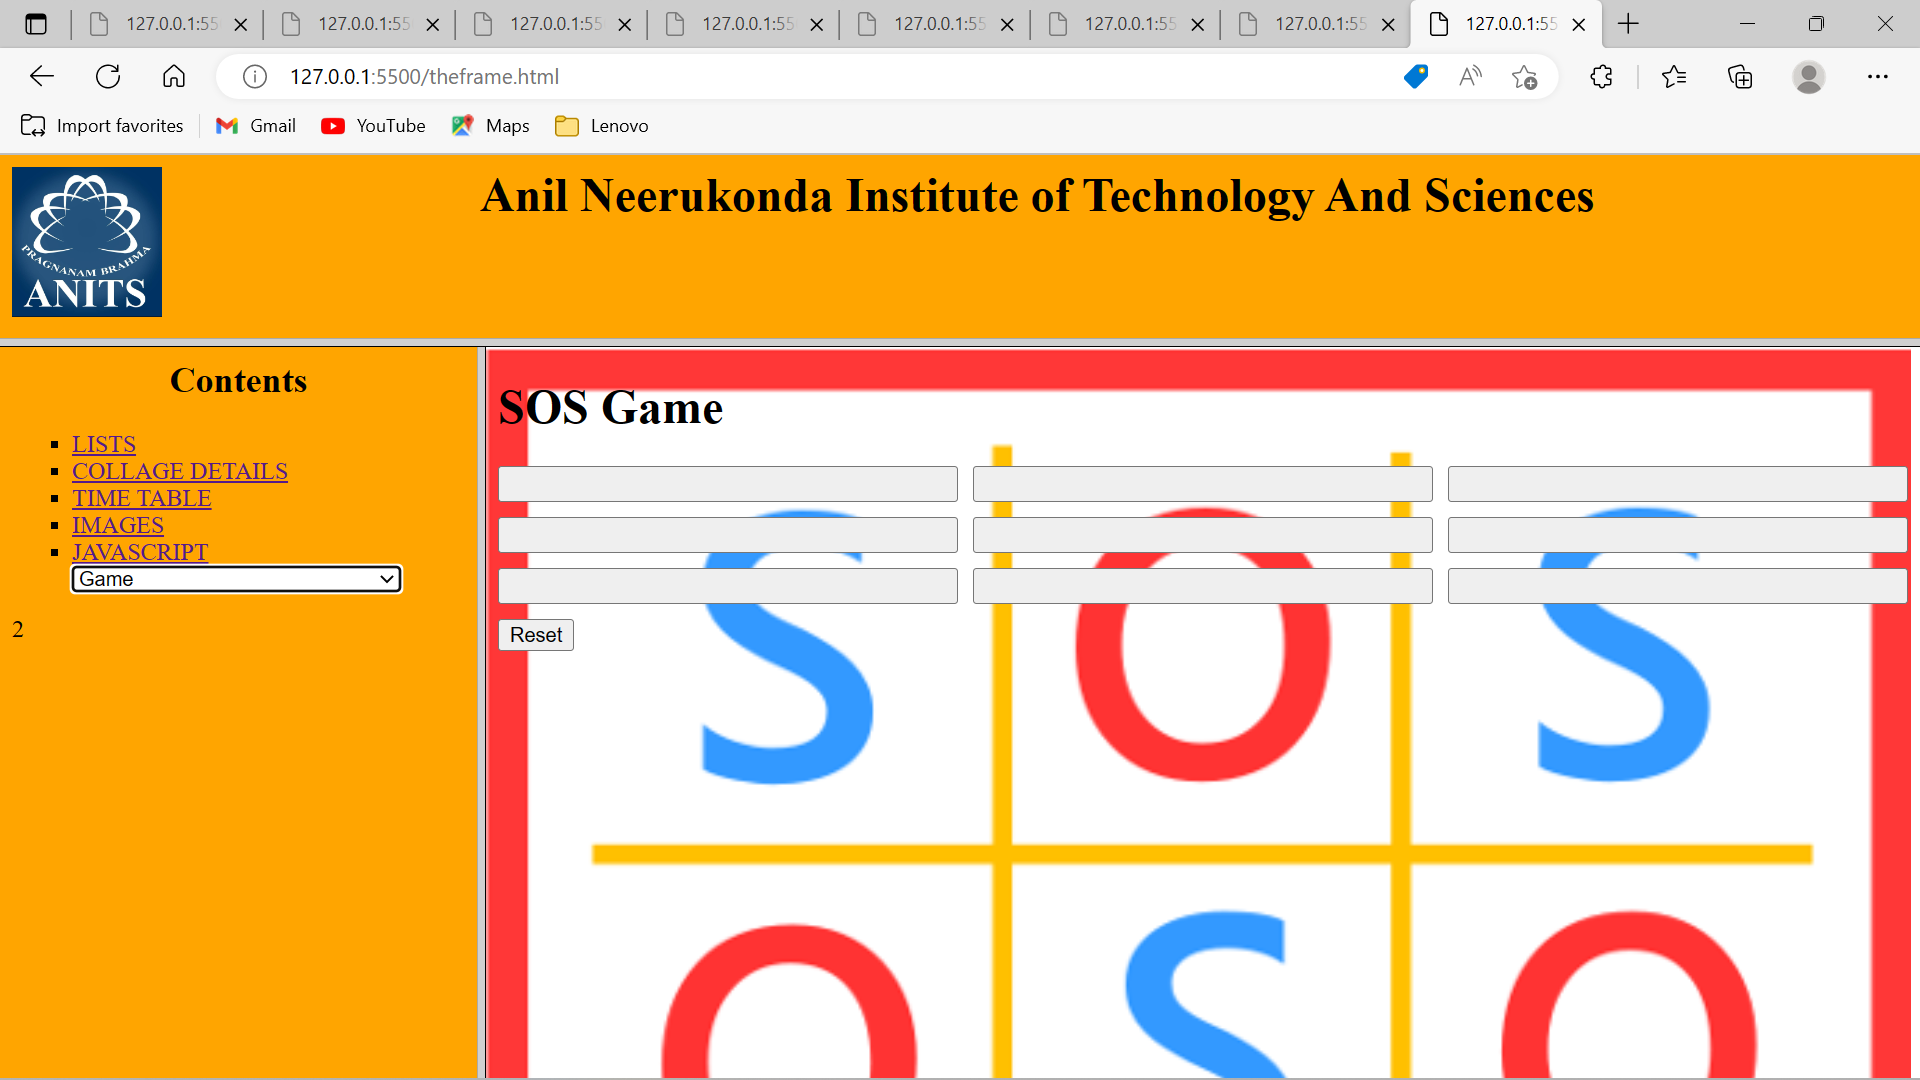 127.0.0.1:55 127.0.0.1:55 127.0.0.1:55 127.0.0.1:55 127.0.0.1:55 127.0.0.1:55 127.0.0.1:55 127.0.0.1:55
127.0.0.1:5500/theframe.html
Import favorites Gmail YouTube Maps Lenovo
PRAGNANAM BRAHMA
ANITS
Anil Neerukonda Institute of Technology And Sciences
Contents
LISTS
COLLAGE DETAILS
TIME TABLE
IMAGES
JAVASCRIPT
Game
2
SOS Game
Reset
S O S
O S O